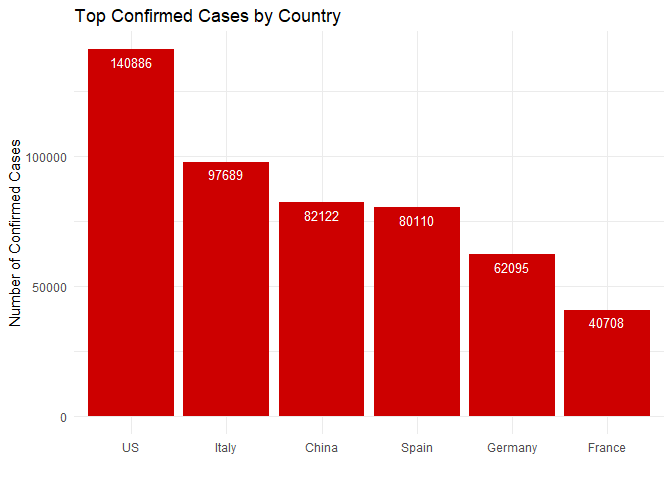 Top Confirmed Cases by Country
Number of Confirmed Cases
100000
50000
0
140886
97689
82122
80110
62095
40708
US
Italy
China
Spain
Germany
France